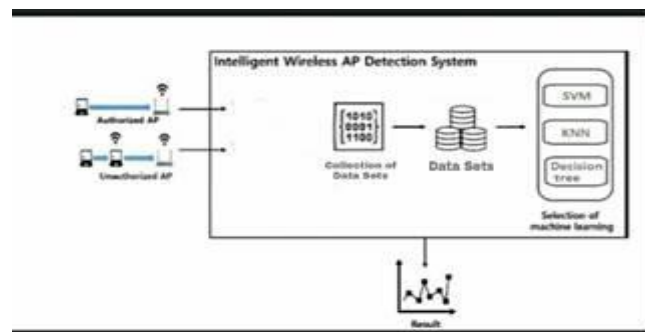 Intelligent Wireless AP Detection System
Authorized AP
Unauthorized AP
1010
0001
1100
Collection of
Data Sets
Data Sets
SVM
KNN
Decision
tree
Selection of
machine learning
Result